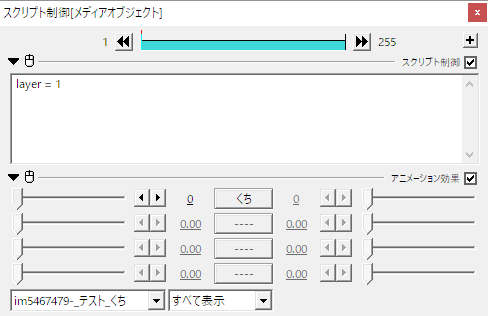 スクリプト制御[メディアオブジェクト]
1 255
スクリプト制御
layer = 1
アニメーション効果
0 くち 0
0.00 ---- 0.00
0.00 ---- 0.00
0.00 ---- 0.00
im5467479-_テスト_くち すべて表示